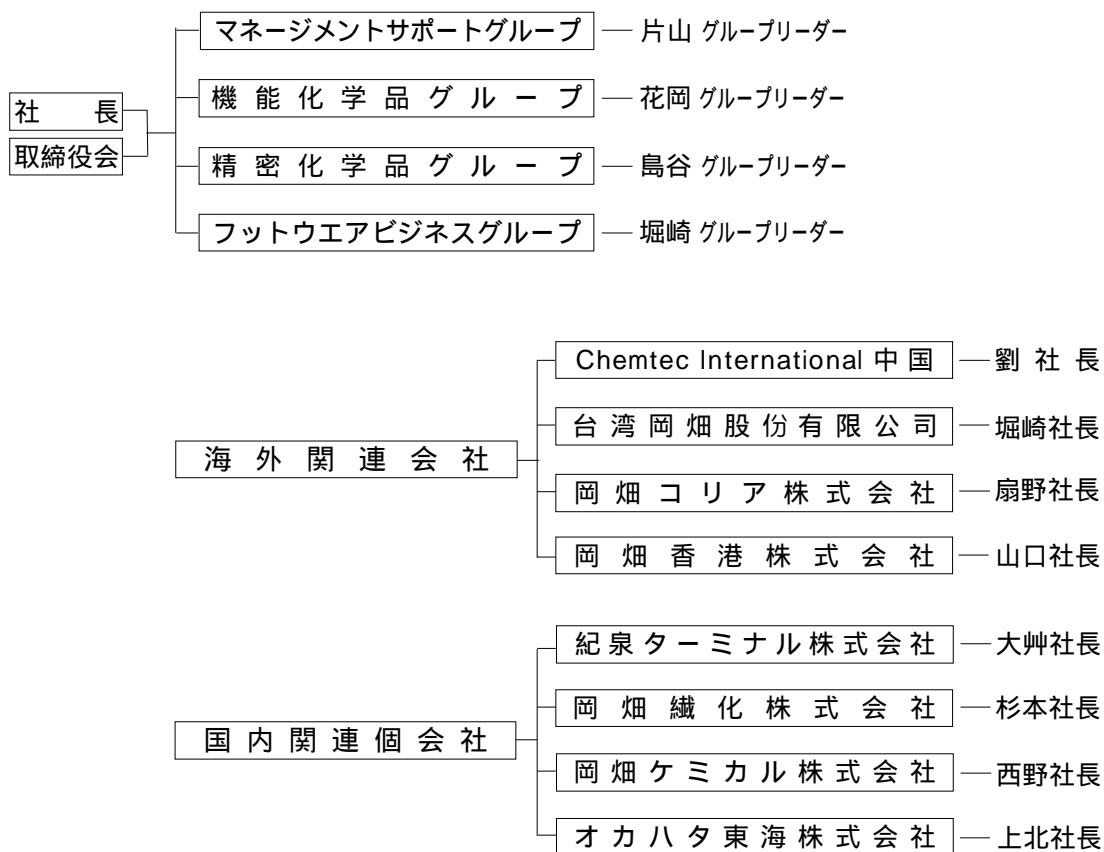 マネージメントサポートグループ 片山 グループリーダー
社長 機能化学品グループ 花岡 グループリーダー
取締役会 精密化学品グループ 島谷 グループリーダー
フットウエアビジネスグループ 堀崎 グループリーダー
Chemtec International 中国 劉社長
台湾岡畑股份有限公司 堀崎社長
海外関連会社
岡畑コリア株式会社 扇野社長
岡畑香港株式会社 山口社長
紀泉ターミナル株式会社 大艸社長
岡畑繊化株式会社 杉本社長
国内関連個会社
岡畑ケミカル株式会社 西野社長
オカハタ東海株式会社 上北社長